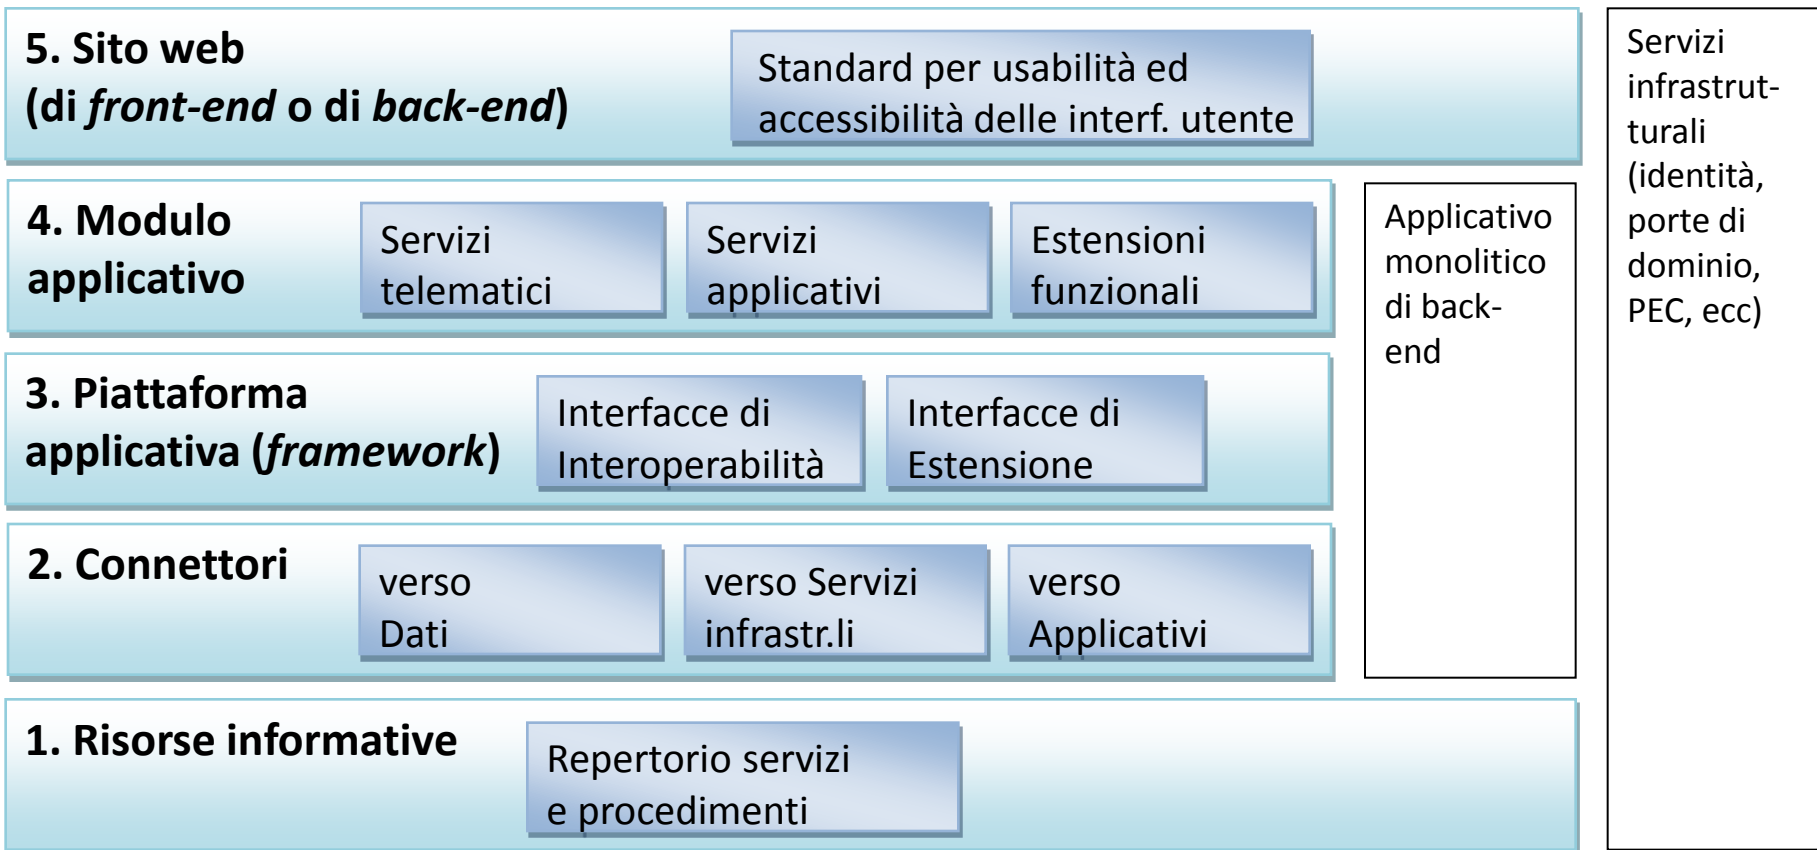 5. Sito web
(di front-end o di back-end)
Standard per usabilità ed
accessibilità delle interf. utente
4. Modulo
applicativo
Servizi
telematici
Servizi
applicativi
Estensioni
funzionali
3. Piattaforma
applicativa (framework)
Interfacce di
Interoperabilità
Interfacce di
Estensione
2. Connettori
verso
Dati
verso Servizi
infrastr.li
verso
Applicativi
1. Risorse informative
Repertorio servizi
e procedimenti
Applicativo
monolitico
di back-
end
Servizi
infrastrut-
turali
(identità,
porte di
dominio,
PEC, ecc)